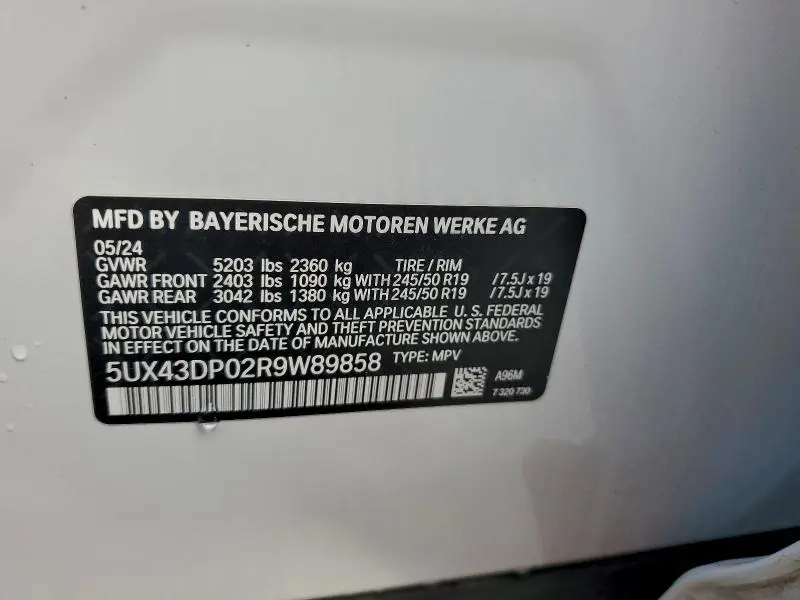 MFD BY BAYERISCHE MOTOREN WERKE AG
05/24
GVWR 5203 lbs 2360 kg TIRE / RIM
GAWR FRONT 2403 lbs 1090 kg WITH 245/50 R19 / 7.5J x 19
GAWR REAR 3042 lbs 1380 kg WITH 245/50 R19 / 7.5J x 19
THIS VEHICLE CONFORMS TO ALL APPLICABLE U. S. FEDERAL
MOTOR VEHICLE SAFETY AND THEFT PREVENTION STANDARDS
IN EFFECT ON THE DATE OF MANUFACTURE SHOWN ABOVE.
5UX43DP02R9W89858 TYPE: MPV
A96M
7 320 730